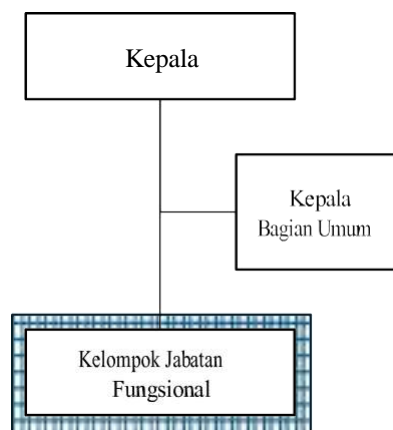 Kepala
Kepala
Bagian Umum
Kelompok Jabatan
Fungsional